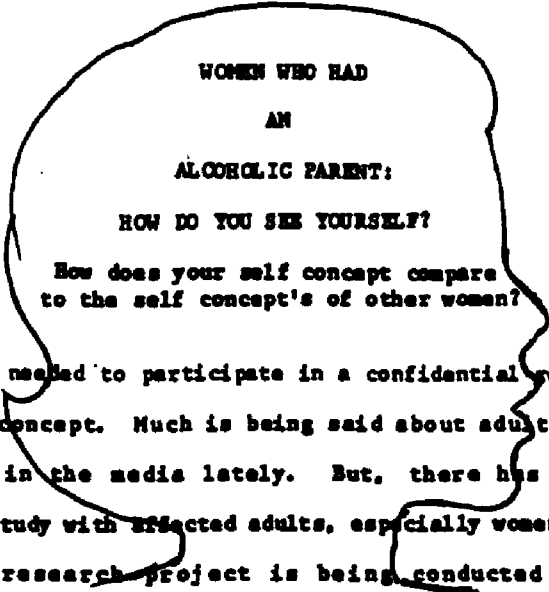 WOMEN WHO HAD
AN
ALCOHOLIC PARENT:
HOW DO YOU SEE YOURSELF?
How does your self concept compare
to the self concept's of other women?
needed to participate in a confidential
concept. Much is being said about adult
in the media lately. But, there has
tudy with affected adults, especially women
research project is being conducted